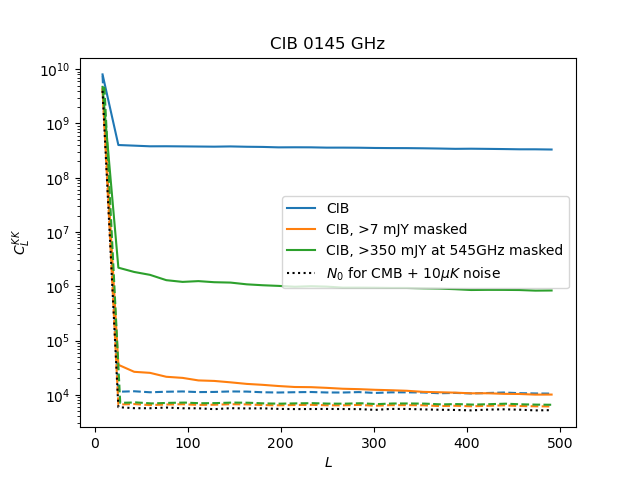 CIB 0145 GHz
10^10
10^9
10^8
10^7
10^6
10^5
10^4
C_L^{KK}
CIB
CIB, >7 mJY masked
CIB, >350 mJY at 545GHz masked
N_0 for CMB + 10μK noise
0 100 200 300 400 500
L